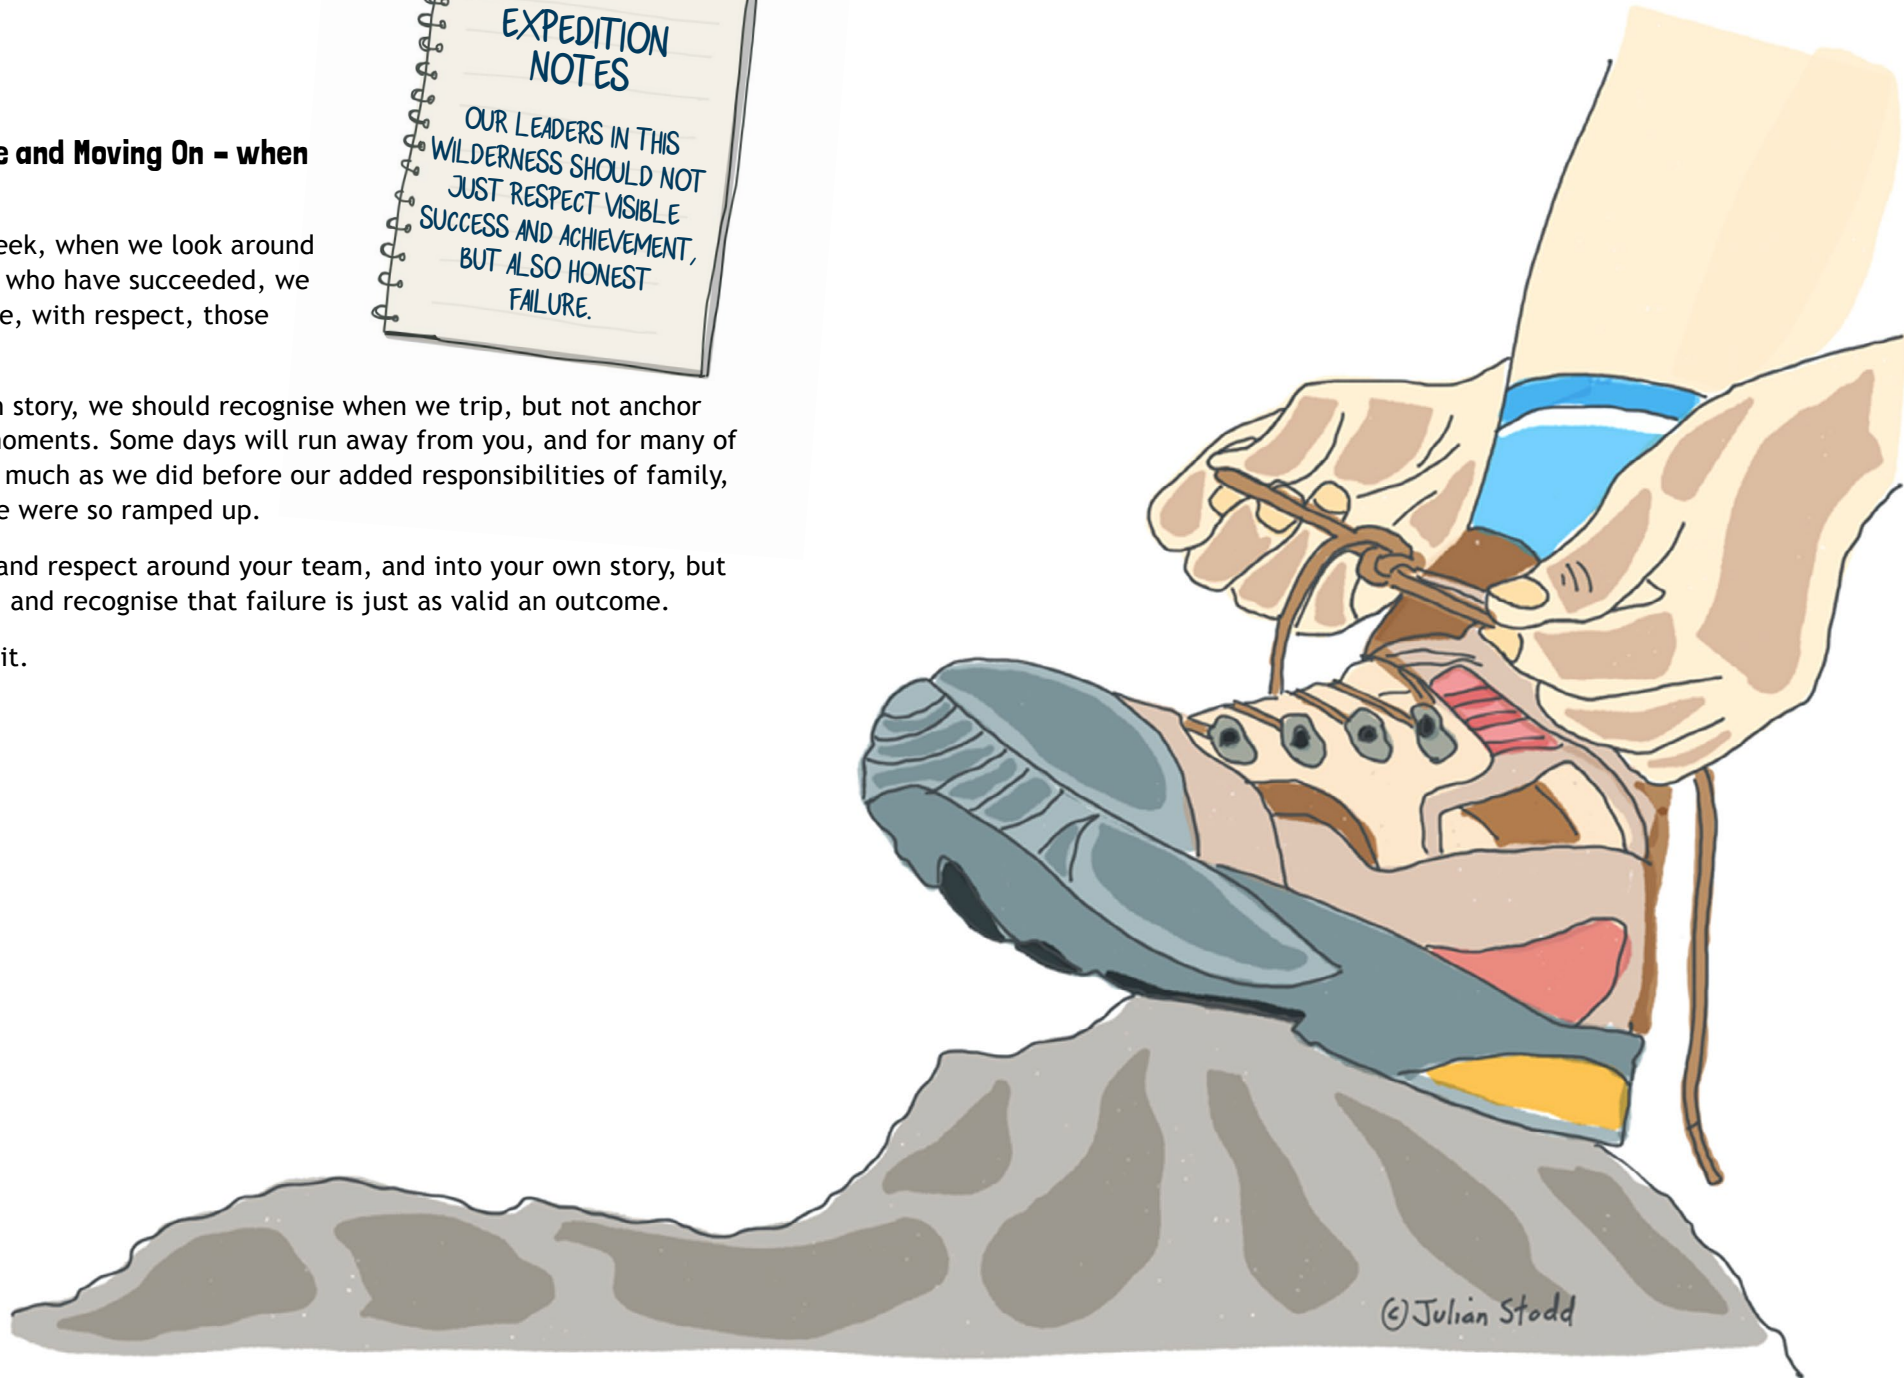 EXPEDITION
NOTES
OUR LEADERS IN THIS
WILDERNESS SHOULD NOT
JUST RESPECT VISIBLE
SUCCESS AND ACHIEVEMENT,
BUT ALSO HONEST
FAILURE.
e and Moving On – when
eek, when we look around
who have succeeded, we
e, with respect, those
n story, we should recognise when we trip, but not anchor
moments. Some days will run away from you, and for many of
much as we did before our added responsibilities of family,
e were so ramped up.
and respect around your team, and into your own story, but
and recognise that failure is just as valid an outcome.
it.
© Julian Stodd